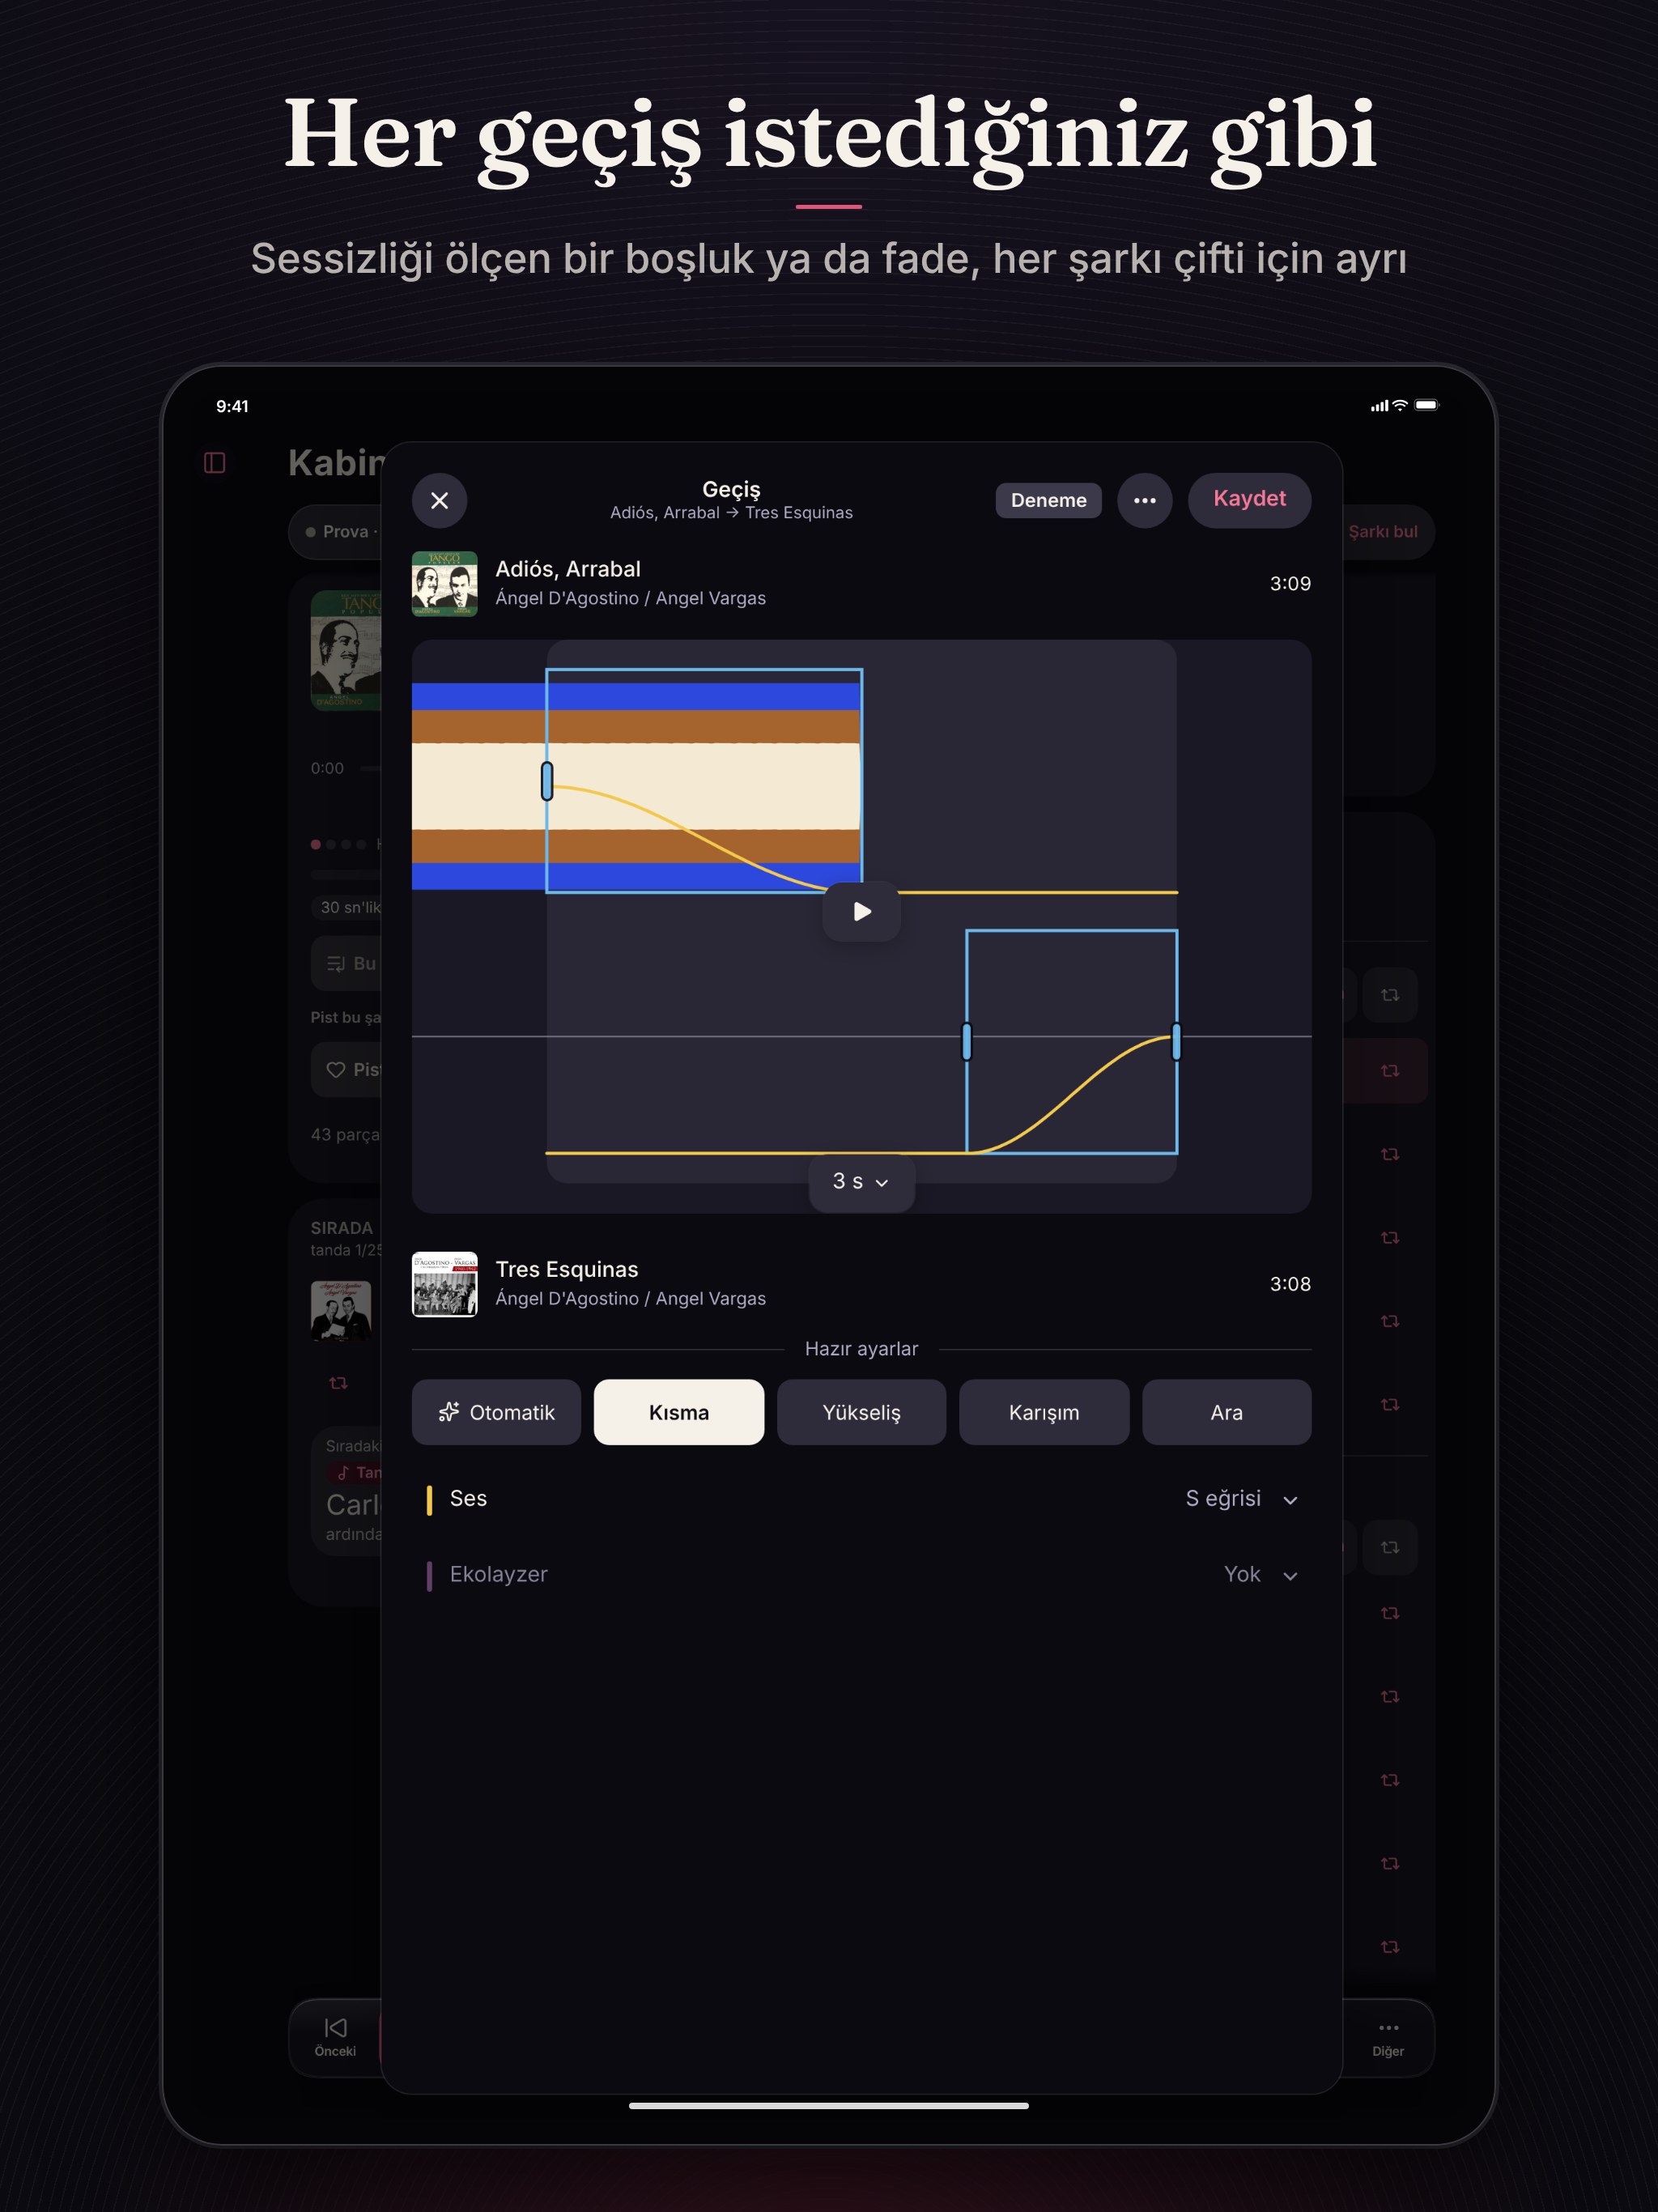 Her geçiş istediğiniz gibi
Sessizliği ölçen bir boşluk ya da fade, her şarkı çifti için ayrı
9:41
Kabin
Geçiş
Adiós, Arrabal → Tres Esquinas
Deneme
Kaydet
Prova ·
Şarkı bul
Adiós, Arrabal
Ángel D'Agostino / Angel Vargas
3:09
TANGO
0:00
30 sn'lik
Bu
Pist bu şa
Pist
43 parça
3 s
SIRADA
tanda 1/25
Tres Esquinas
Ángel D'Agostino / Angel Vargas
3:08
D'AGOSTINO - VARGAS
Hazır ayarlar
Otomatik
Kısma
Yükseliş
Karışım
Ara
Sıradaki
Tan
Carl
ardında
Ses
S eğrisi
Ekolayzer
Yok
Önceki
Diğer